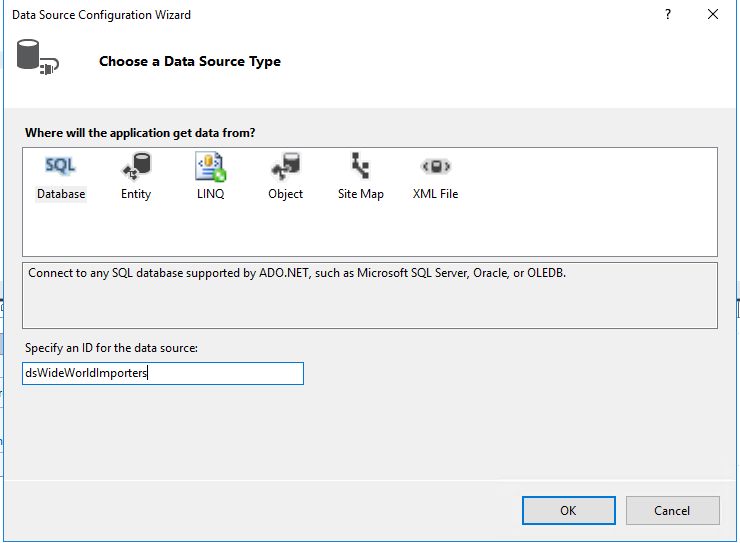 Data Source Configuration Wizard
?
Choose a Data Source Type
Where will the application get data from?
SQL
Database Entity LINQ Object Site Map XML File
Connect to any SQL database supported by ADO.NET, such as Microsoft SQL Server, Oracle, or OLEDB.
Specify an ID for the data source:
dsWideWorldImporters
OK Cancel